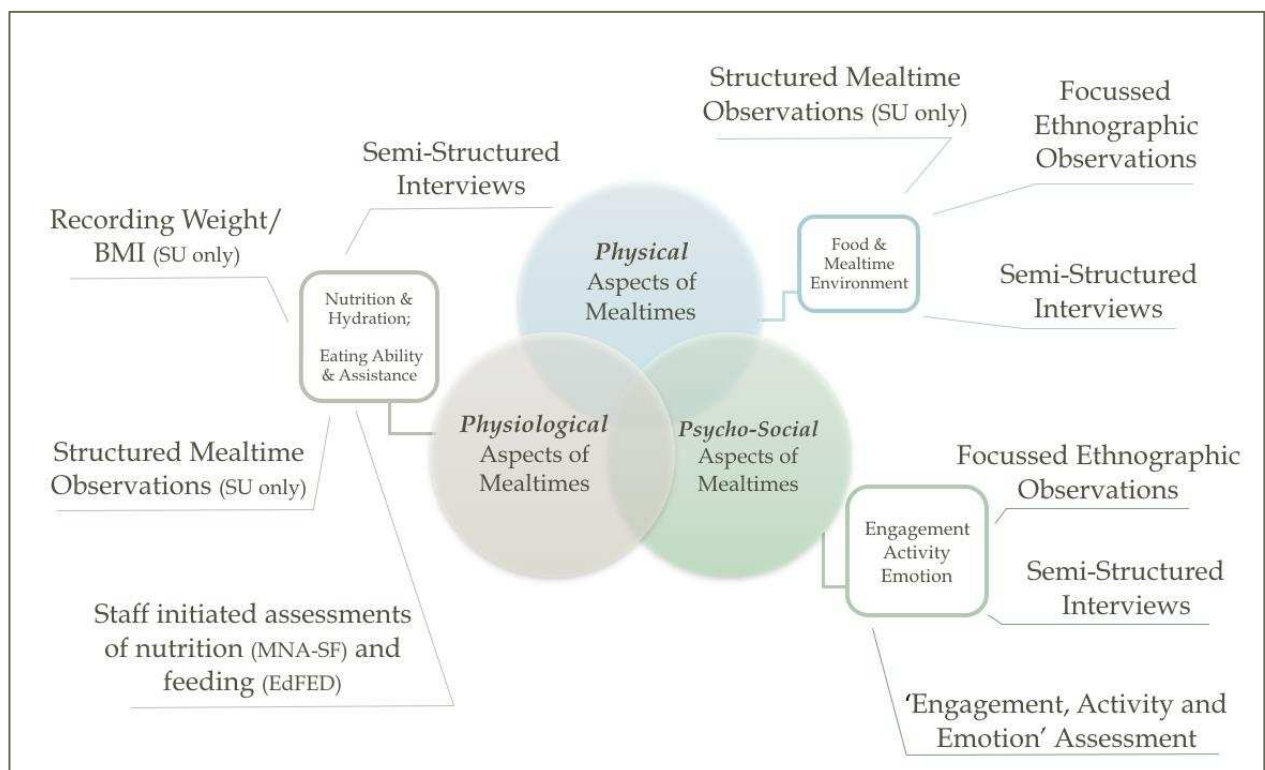 Structured Mealtime
Observations (SU only)
Focussed
Ethnographic
Observations
Semi-Structured
Interviews
Recording Weight/
BMI (SU only)
Physical
Aspects of
Mealtimes
Food &
Mealtime
Environment
Semi-Structured
Interviews
Nutrition &
Hydration;
Eating Ability
& Assistance
Physiological
Aspects of
Mealtimes
Psycho-Social
Aspects of
Mealtimes
Structured Mealtime
Observations (SU only)
Focussed Ethnographic
Observations
Engagement
Activity
Emotion
Semi-Structured
Interviews
Staff initiated assessments
of nutrition (MNA-SF) and
feeding (EdFED)
‘Engagement, Activity and
Emotion’ Assessment